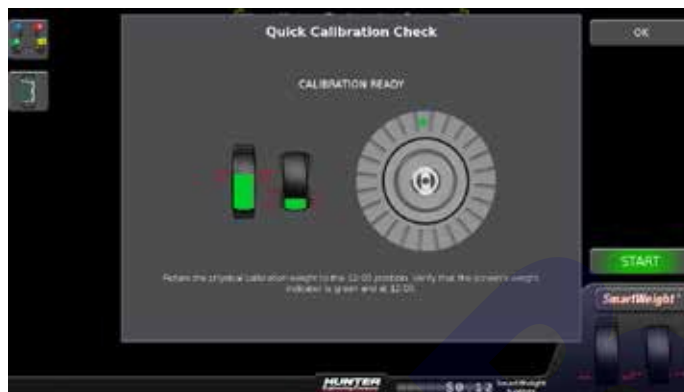 Quick Calibration Check
OK
CALIBRATION READY
Rotate the physical calibration weight to the 12:00 position. Verify that the screen's weight
indicator is green and at 12:00.
START
SmartWeight
HUNTER
SmartWeight